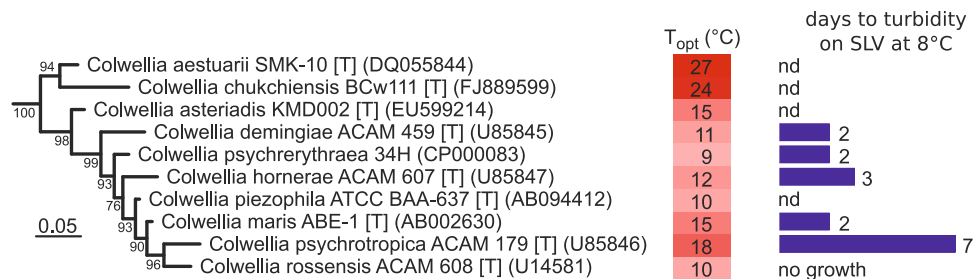 days to turbidity
T_opt (°C) on SLV at 8°C
94 Colwellia aestuarii SMK-10 [T] (DQ055844) 27 nd
Colwellia chukchiensis BCw111 [T] (FJ889599) 24 nd
100 Colwellia asteriadis KMD002 [T] (EU599214) 15 nd
98 Colwellia demingiae ACAM 459 [T] (U85845) 11 2
99 Colwellia psychrerythraea 34H (CP000083) 9 2
93 Colwellia hornerae ACAM 607 [T] (U85847) 12 3
76 Colwellia piezophila ATCC BAA-637 [T] (AB094412) 10 nd
93 Colwellia maris ABE-1 [T] (AB002630) 15 2
90 Colwellia psychrotropica ACAM 179 [T] (U85846) 18 7
96 Colwellia rossensis ACAM 608 [T] (U14581) 10 no growth
0.05